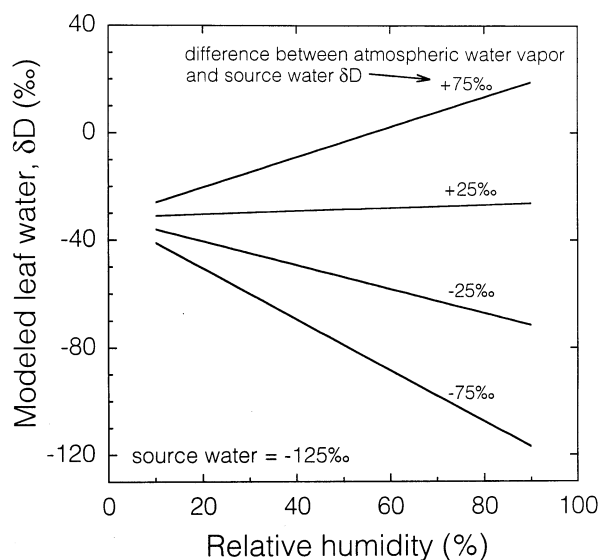 difference between atmospheric water vapor
and source water δD
+75‰
+25‰
-25‰
-75‰
source water = -125‰
40
0
-40
-80
-120
0 20 40 60 80 100
Modeled leaf water, δD (‰)
Relative humidity (%)